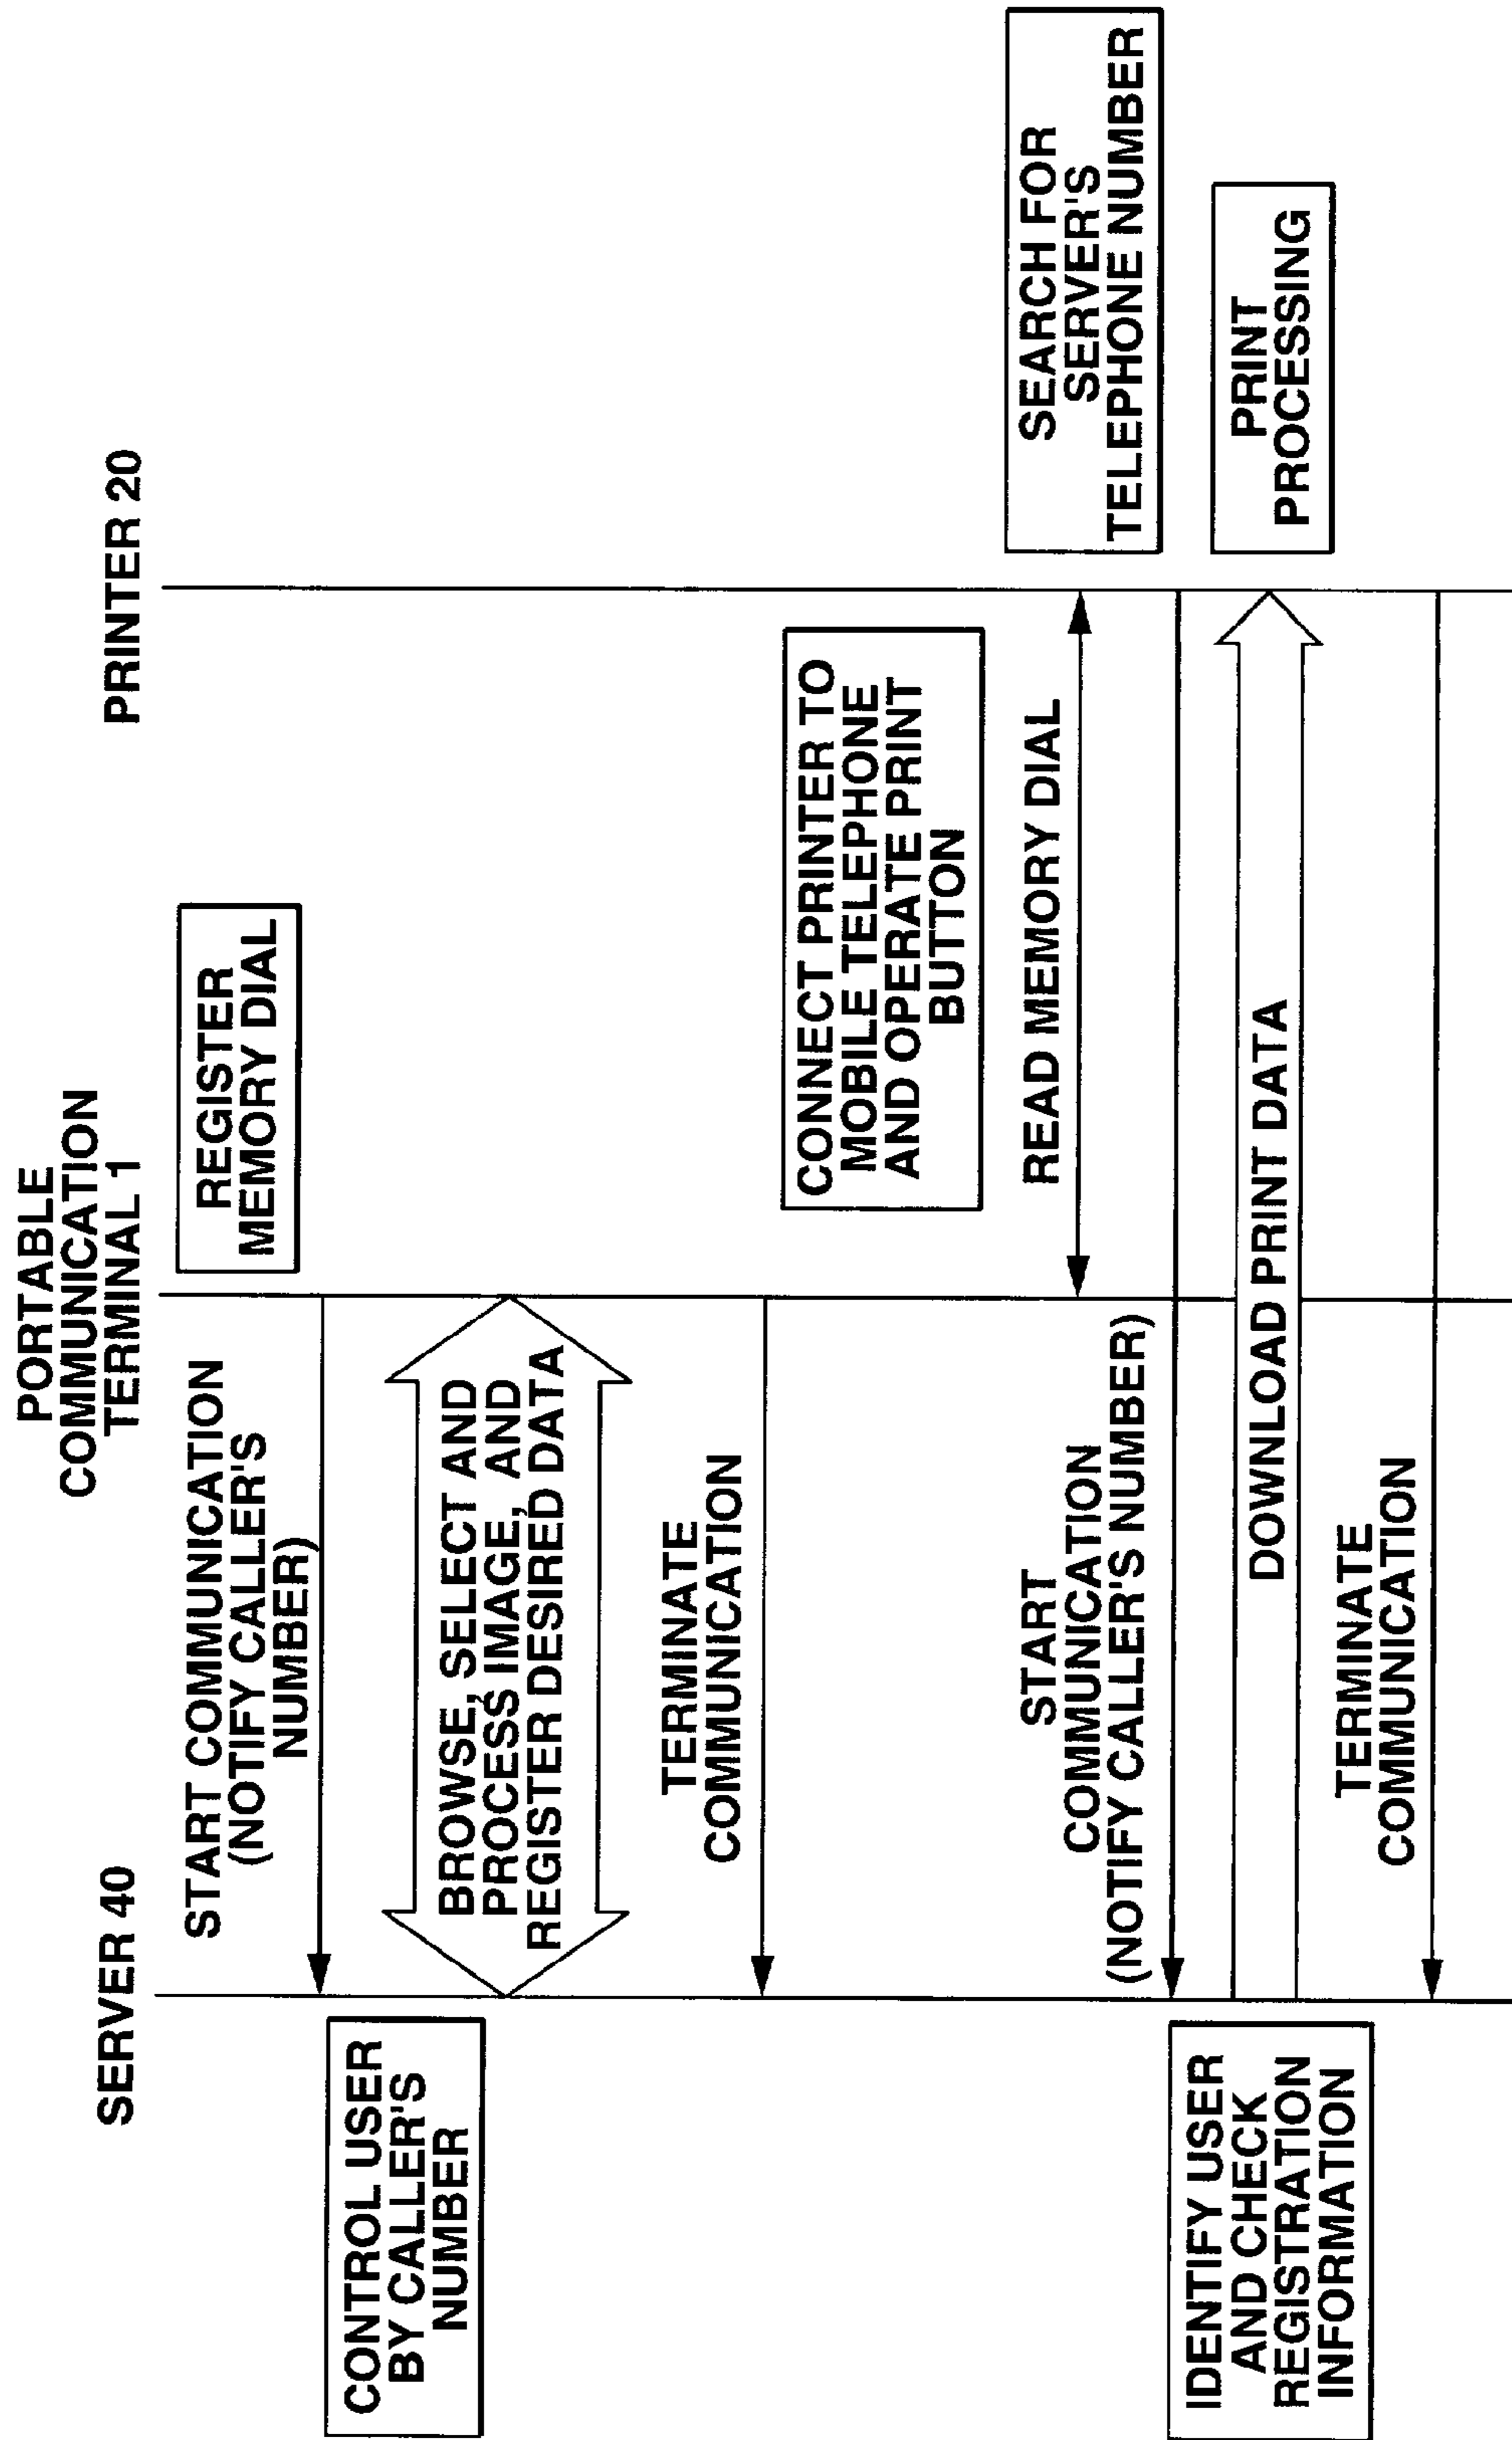 SERVER 40
PORTABLE
COMMUNICATION
TERMINAL 1
PRINTER 20
REGISTER
MEMORY DIAL
START COMMUNICATION
(NOTIFY CALLER'S
NUMBER)
CONTROL USER
BY CALLER'S
NUMBER
BROWSE, SELECT AND
PROCESS IMAGE, AND
REGISTER DESIRED DATA
TERMINATE
COMMUNICATION
CONNECT PRINTER TO
MOBILE TELEPHONE
AND OPERATE PRINT
BUTTON
READ MEMORY DIAL
SEARCH FOR
SERVER'S
TELEPHONE NUMBER
START
COMMUNICATION
(NOTIFY CALLER'S NUMBER)
IDENTIFY USER
AND CHECK
REGISTRATION
INFORMATION
DOWNLOAD PRINT DATA
PRINT
PROCESSING
TERMINATE
COMMUNICATION